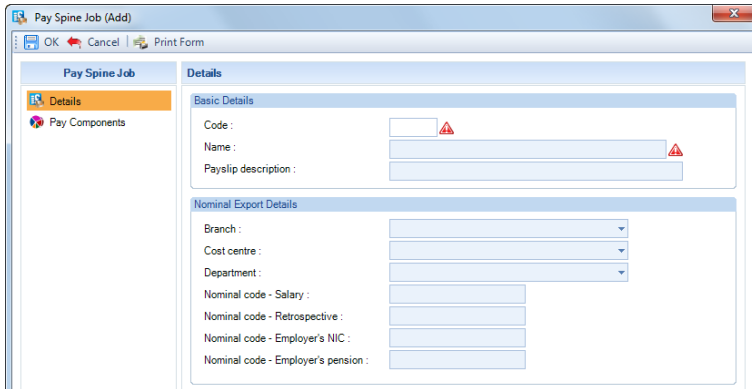 Pay Spine Job (Add)
OK Cancel Print Form
Pay Spine Job
Details
Pay Components
Details
Basic Details
Code :
Name :
Payslip description :
Nominal Export Details
Branch :
Cost centre :
Department :
Nominal code - Salary :
Nominal code - Retrospective :
Nominal code - Employer's NIC :
Nominal code - Employer's pension :